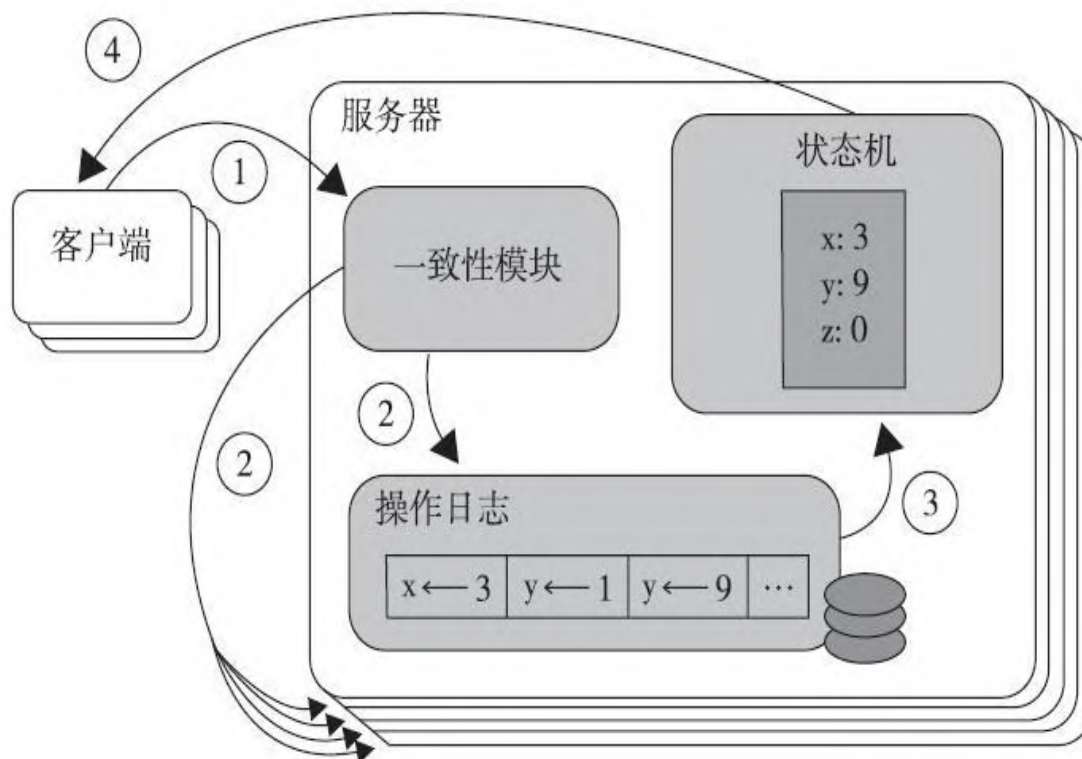 ④
服务器
状态机
①
客户端
一致性模块
x: 3
y: 9
z: 0
②
②
操作日志
③
x ← 3 y ← 1 y ← 9 …